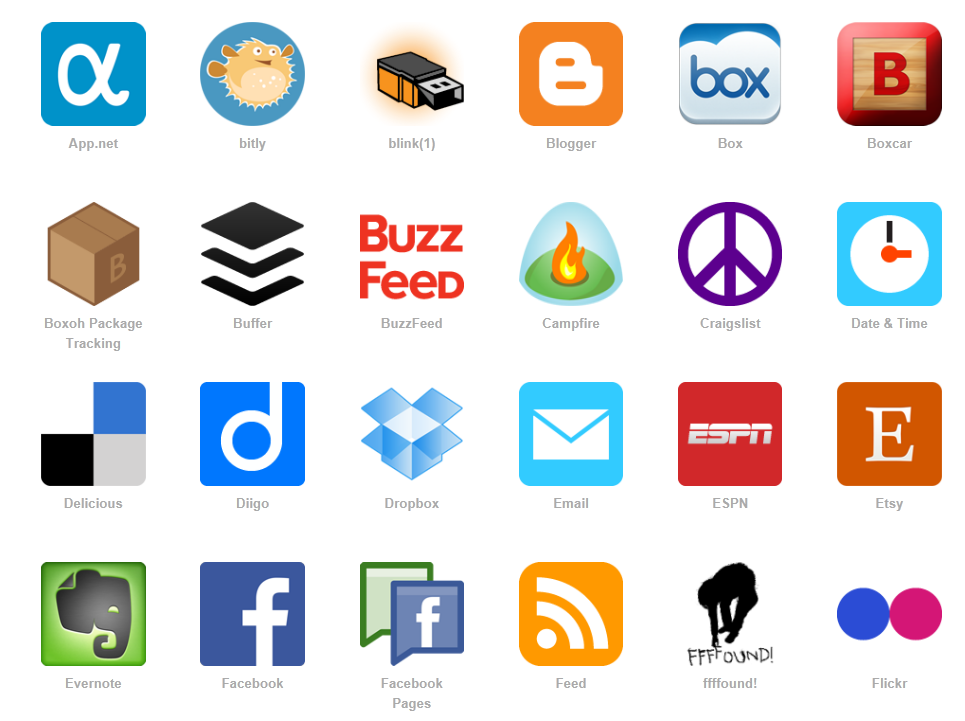 box
B
App.net
bitly
blink(1)
Blogger
Box
Boxcar
B
BUZZ
FEED
Boxoh Package
Tracking
Buffer
BuzzFeed
Campfire
Craigslist
Date & Time
d
ESPN
E
Delicious
Diigo
Dropbox
Email
ESPN
Etsy
f
f
FFFFOUND!
Evernote
Facebook
Facebook
Pages
Feed
ffffound!
Flickr